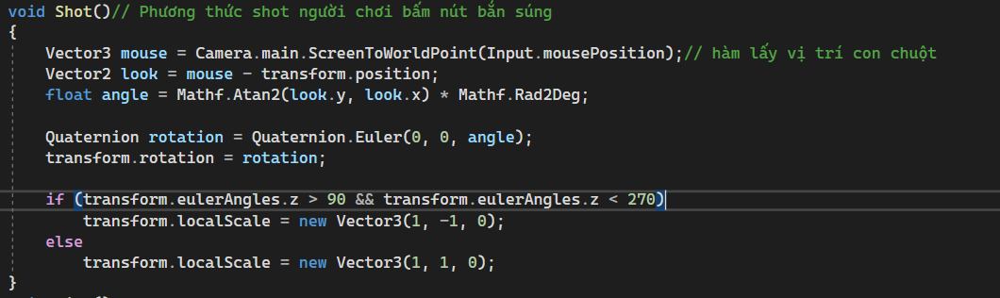 void Shot()// Phương thức shot người chơi bấm nút bắn súng
{
Vector3 mouse = Camera.main.ScreenToWorldPoint(Input.mousePosition);// hàm lấy vị trí con chuột
Vector2 look = mouse - transform.position;
float angle = Mathf.Atan2(look.y, look.x) * Mathf.Rad2Deg;
Quaternion rotation = Quaternion.Euler(0, 0, angle);
transform.rotation = rotation;
if (transform.eulerAngles.z > 90 && transform.eulerAngles.z < 270)
transform.localScale = new Vector3(1, -1, 0);
else
transform.localScale = new Vector3(1, 1, 0);
}